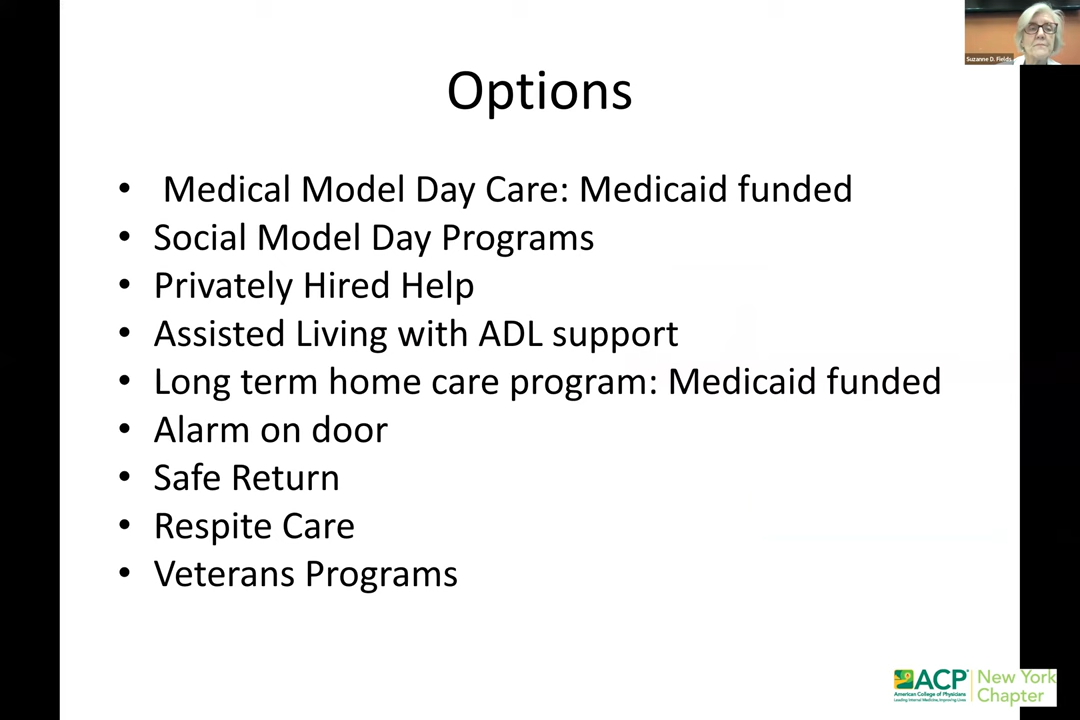 Suzanne D. Fields
Options
• Medical Model Day Care: Medicaid funded
• Social Model Day Programs
• Privately Hired Help
• Assisted Living with ADL support
• Long term home care program: Medicaid funded
• Alarm on door
• Safe Return
• Respite Care
• Veterans Programs
ACP
American College of Physicians
Leading Internal Medicine, Improving Lives
New York
Chapter